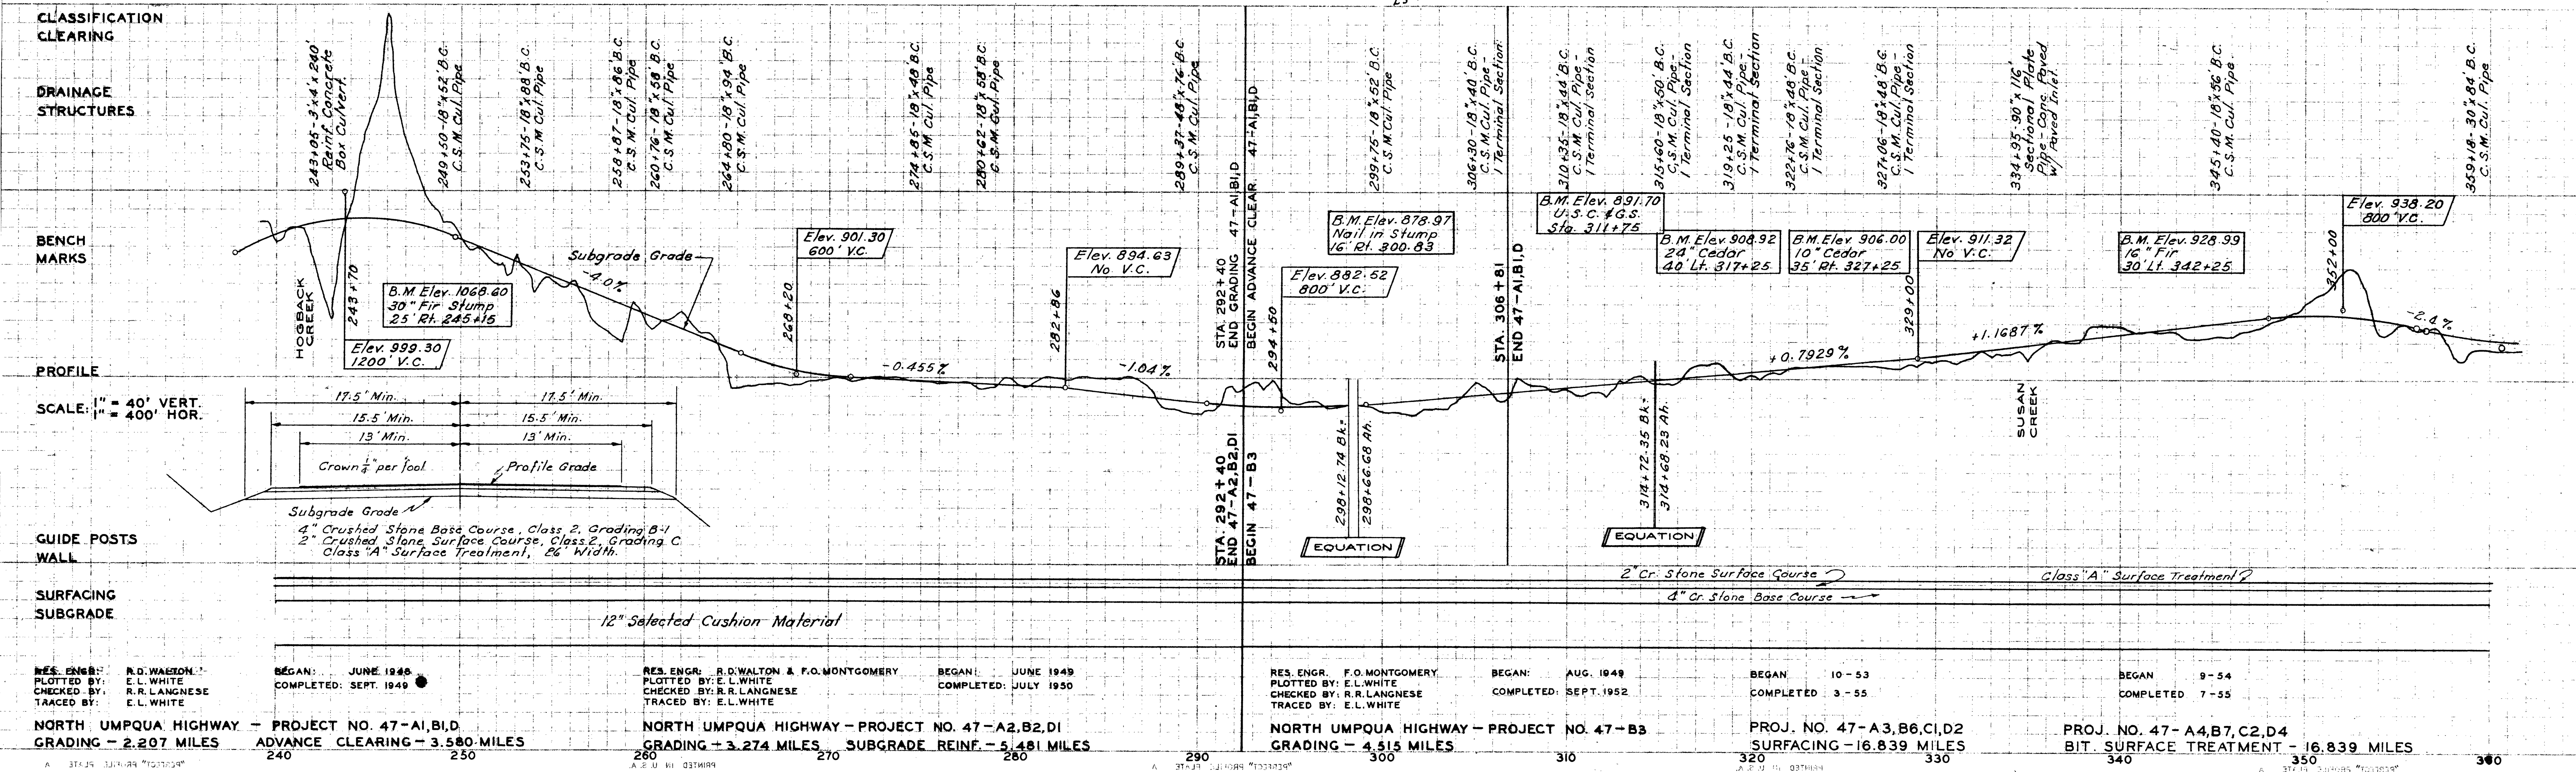 CLASSIFICATION
CLEARING
DRAINAGE
STRUCTURES
243+05-3'x4'x240'
Reinf. Concrete
Box Culvert
249+50-18"x52' B.C.
C.S.M. Cul. Pipe
253+75-18"x88' B.C.
C.S.M. Cul. Pipe
258+87-18"x86' B.C.
C.S.M. Cul. Pipe
260+76-18"x58' B.C.
C.S.M. Cul. Pipe
264+80-18"x94' B.C.
C.S.M. Cul. Pipe
274+85-18"x48' B.C.
C.S.M. Cul. Pipe
280+62-18"x58' B.C.
C.S.M. Cul. Pipe
289+37-48"x76' B.C.
C.S.M. Cul. Pipe
299+75-18"x52' B.C.
C.S.M. Cul. Pipe
306+30-18"x40' B.C.
C.S.M. Cul. Pipe-
1 Terminal Section
310+35-18"x44' B.C.
C.S.M. Cul. Pipe-
1 Terminal Section
315+60-18"x50' B.C.
C.S.M. Cul. Pipe-
1 Terminal Section
319+25-18"x44' B.C.
C.S.M. Cul. Pipe-
1 Terminal Section
322+76-18"x48' B.C.
C.S.M. Cul. Pipe-
1 Terminal Section
327+06-18"x48' B.C.
C.S.M. Cul. Pipe-
1 Terminal Section
334+95-90"x116'
Sectional Plate
Pipe-Conc. Paved
w/ Paved Inlet.
345+40-18"x56' B.C.
C.S.M. Cul. Pipe
359+18-30"x84' B.C.
C.S.M. Cul. Pipe
BENCH
MARKS
HOGBACK
CREEK
243+70
B.M. Elev. 1068.60
30" Fir Stump
25' Rt. 245+15
Elev. 999.30
1200' V.C.
Subgrade Grade
-4.0%
268+20
Elev. 901.30
600' V.C.
-0.455%
282+86
Elev. 894.63
No V.C.
-1.04%
STA. 292+40
END GRADING 47-A1,B1,D
BEGIN ADVANCE CLEAR. 47-A1,B1,D
294+50
Elev. 882.52
800' V.C.
B.M. Elev. 878.97
Nail in Stump
16' Rt. 300.83
STA. 306+81
END 47-A1,B1,D
B.M. Elev. 891.70
U.S.C. & G.S.
Sta. 311+75
B.M. Elev. 908.92
24" Cedar
40' Lt. 317+25
B.M. Elev. 906.00
10" Cedar
35' Rt. 327+25
Elev. 911.32
No V.C.
329+00
+0.7929%
+1.1687%
B.M. Elev. 928.99
16" Fir
30' Lt. 342+25
Elev. 938.20
800' V.C.
352+00
-2.4%
PROFILE
SCALE: 1" = 40' VERT.
1" = 400' HOR.
17.5' Min.
17.5' Min.
15.5' Min.
15.5' Min.
13' Min.
13' Min.
Crown ¼" per foot
Profile Grade
Subgrade Grade
4" Crushed Stone Base Course, Class 2, Grading B-1
2" Crushed Stone Surface Course, Class 2, Grading C
Class "A" Surface Treatment, 26' Width.
STA. 292+40
END 47-A2,B2,D1
BEGIN 47-B3
298+12.74 Bk.=
298+66.68 Ah.
EQUATION
314+72.35 Bk.=
314+68.23 Ah.
EQUATION
SUSAN
CREEK
GUIDE POSTS
WALL
SURFACING
SUBGRADE
2" Cr. Stone Surface Course
4" Cr. Stone Base Course
Class "A" Surface Treatment
12" Selected Cushion Material
RES. ENGR: R.D. WALTON
PLOTTED BY: E.L. WHITE
CHECKED BY: R.R. LANGNESE
TRACED BY: E.L. WHITE
BEGAN: JUNE 1948
COMPLETED: SEPT. 1949
NORTH UMPQUA HIGHWAY - PROJECT NO. 47-A1,B1,D
GRADING - 2.207 MILES ADVANCE CLEARING - 3.580 MILES
RES. ENGR: R.D. WALTON & F.O. MONTGOMERY
PLOTTED BY: E.L. WHITE
CHECKED BY: R.R. LANGNESE
TRACED BY: E.L. WHITE
BEGAN: JUNE 1949
COMPLETED: JULY 1950
NORTH UMPQUA HIGHWAY - PROJECT NO. 47-A2,B2,D1
GRADING - 3.274 MILES SUBGRADE REINF. - 5.481 MILES
RES. ENGR. F.O. MONTGOMERY
PLOTTED BY: E.L. WHITE
CHECKED BY: R.R. LANGNESE
TRACED BY: E.L. WHITE
BEGAN: AUG. 1949
COMPLETED: SEPT. 1952
NORTH UMPQUA HIGHWAY - PROJECT NO. 47-B3
GRADING - 4.515 MILES
BEGAN 10-53
COMPLETED 3-55
PROJ. NO. 47-A3,B6,C1,D2
SURFACING - 16.839 MILES
BEGAN 9-54
COMPLETED 7-55
PROJ. NO. 47-A4,B7,C2,D4
BIT. SURFACE TREATMENT - 16.839 MILES
240 250 260 270 280 290 300 310 320 330 340 350 360